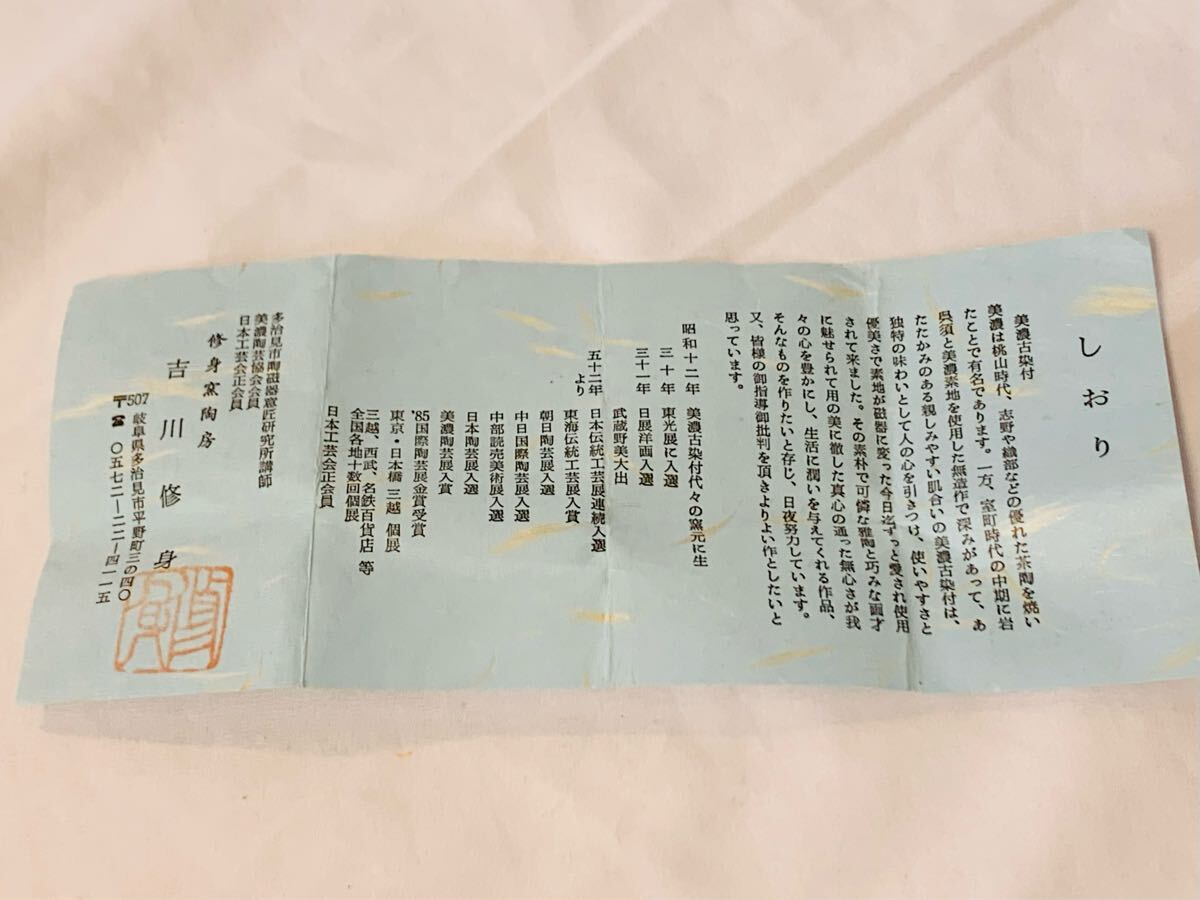 しおり
美濃古染付
美濃は桃山時代、志野や織部などの優れた茶陶を焼い
たことで有名であります。一方、室町時代の中期に岩
呉須と美濃素地を使用した無造作で深みがあって、あ
たたかみのある親しみやすい肌合いの美濃古染付は、
独特の味わいとして人の心を引きつけ、使いやすさと
優美さで素地が磁器に変った今日迄ずっと愛され使用
されて来ました。その素朴で可憐な雅陶と巧みな画才
に魅せられて用の美に徹した真心の通った無心さが我
々の心を豊かにし、生活に潤いを与えてくれる作品、
そんなものを作りたいと存じ、日夜努力しています。
又、皆様の御指導御批判を頂きよりよい作としたいと
思っています。
昭和十二年 美濃古染付代々の窯元に生
三十年 東光展に入選
三十一年 日展洋画入選
武蔵野美大出
五十二年より 日本伝統工芸展連続入選
東海伝統工芸展入賞
朝日陶芸展入選
中日国際陶芸展入選
中部読売美術展入選
日本陶芸展入選
美濃陶芸展入賞
'85国際陶芸展金賞受賞
東京・日本橋 三越 個展
三越、西武、名鉄百貨店 等
全国各地十数回個展
日本工芸会正会員
多治見市陶磁器意匠研究所講師
美濃陶芸協会会員
日本工芸会正会員
修身窯陶房
吉川修身
〒507 岐阜県多治見市平野町三の四〇
☎ 〇五七二ー二二ー四一一五
修身